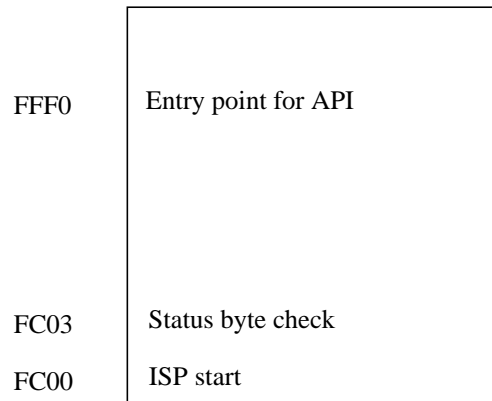 FFF0 Entry point for API
FC03 Status byte check
FC00 ISP start